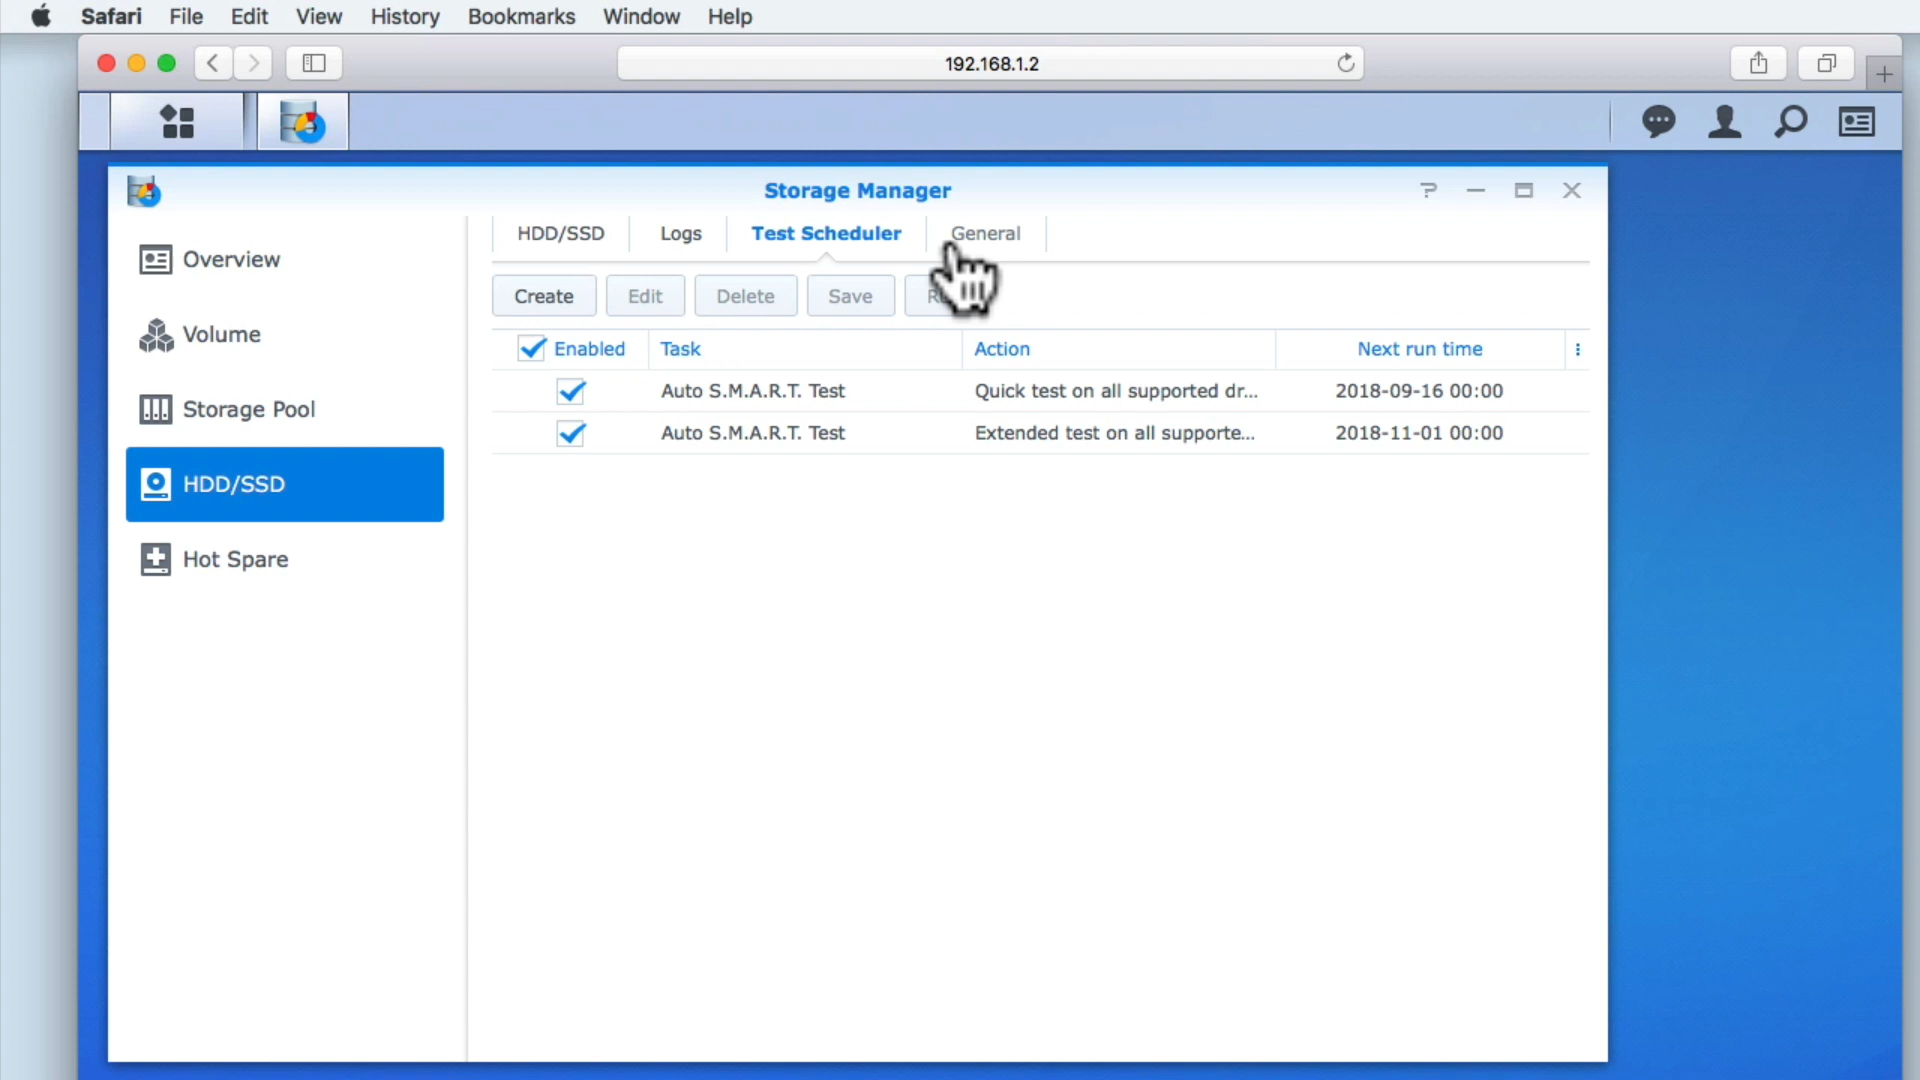 Safari File Edit View History Bookmarks Window Help
192.168.1.2
Storage Manager
Overview
Volume
Storage Pool
HDD/SSD
Hot Spare
HDD/SSD Logs Test Scheduler General
Create Edit Delete Save
Enabled Task Action Next run time
Auto S.M.A.R.T. Test Quick test on all supported dr... 2018-09-16 00:00
Auto S.M.A.R.T. Test Extended test on all supporte... 2018-11-01 00:00